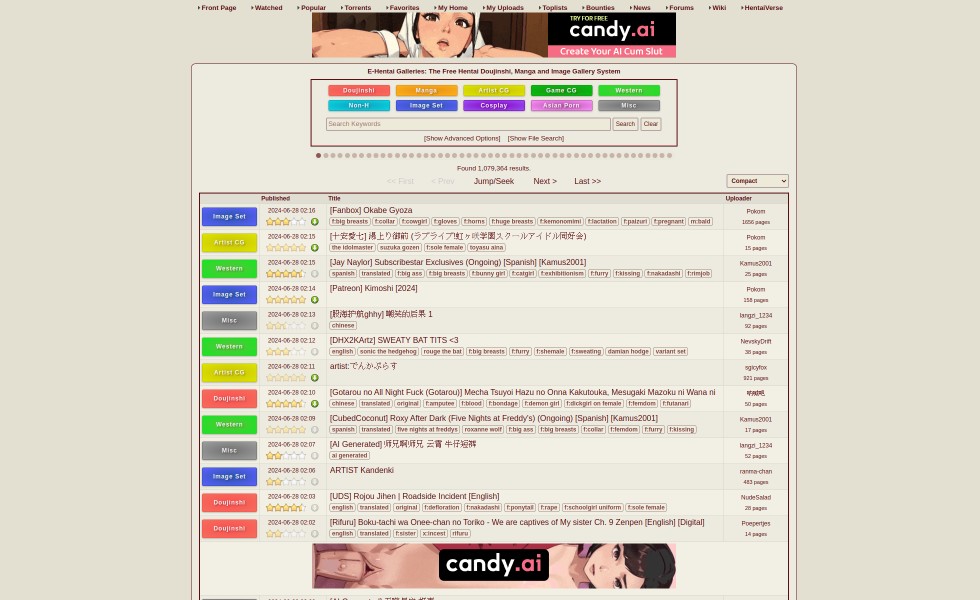 Front Page Watched Popular Torrents Favorites My Home My Uploads Toplists Bounties News Forums Wiki HentaiVerse
TRY FOR FREE
candy.ai
Create Your AI Cum Slut
E-Hentai Galleries: The Free Hentai Doujinshi, Manga and Image Gallery System
Doujinshi Manga Artist CG Game CG Western
Non-H Image Set Cosplay Asian Porn Misc
Search Keywords Search Clear
[Show Advanced Options] [Show File Search]
Found 1,079,364 results.
<< First < Prev Jump/Seek Next > Last >> Compact
Published Title Uploader
Image Set 2024-06-28 02:16 [Fanbox] Okabe Gyoza Pokom
f:big breasts f:collar f:cowgirl f:gloves f:horns f:huge breasts f:kemonomimi f:lactation f:paizuri f:pregnant m:bald 1656 pages
Artist CG 2024-06-28 02:15 [十安愛七] 湯上り御前 (ラブライブ!虹ヶ咲学園スクールアイドル同好会) Pokom
the idolmaster suzuka gozen f:sole female toyasu aina 15 pages
Western 2024-06-28 02:15 [Jay Naylor] Subscribestar Exclusives (Ongoing) [Spanish] [Kamus2001] Kamus2001
spanish translated f:big ass f:big breasts f:bunny girl f:catgirl f:exhibitionism f:furry f:kissing f:nakadashi f:rimjob 25 pages
Image Set 2024-06-28 02:14 [Patreon] Kimoshi [2024] Pokom
158 pages
Misc 2024-06-28 02:13 嘲笑的后果 1 langzi_1234
chinese 92 pages
Western 2024-06-28 02:12 [DHX2KArtz] SWEATY BAT TITS <3 NevskyDrift
english sonic the hedgehog rouge the bat f:big breasts f:furry f:shemale f:sweating damian hodge variant set 36 pages
Artist CG 2024-06-28 02:11 artist:でんかぷらす sgicyfox
921 pages
Doujinshi 2024-06-28 02:10 [Gotarou no All Night Fuck (Gotarou)] Mecha Tsuyoi Hazu no Onna Kakutouka, Mesugaki Mazoku ni Wana ni
chinese translated original f:amputee f:blood f:bondage f:demon girl f:dickgirl on female f:femdom f:futanari 50 pages
Western 2024-06-28 02:09 [CubedCoconut] Roxy After Dark (Five Nights at Freddy's) (Ongoing) [Spanish] [Kamus2001] Kamus2001
spanish translated five nights at freddys roxanne wolf f:big ass f:big breasts f:collar f:femdom f:furry f:kissing 17 pages
Misc 2024-06-28 02:07 [AI Generated] 师兄啊师兄 云霄 牛仔短裤 langzi_1234
ai generated 52 pages
Image Set 2024-06-28 02:06 ARTIST Kandenki ranma-chan
483 pages
Doujinshi 2024-06-28 02:03 [UDS] Rojou Jihen | Roadside Incident [English] NudeSalad
english translated original f:defloration f:nakadashi f:ponytail f:rape f:schoolgirl uniform f:sole female 28 pages
Doujinshi 2024-06-28 02:02 [Rifuru] Boku-tachi wa Onee-chan no Toriko - We are captives of My sister Ch. 9 Zenpen [English] [Digital] Poepertjes
english translated f:sister x:incest rifuru 14 pages
candy.ai